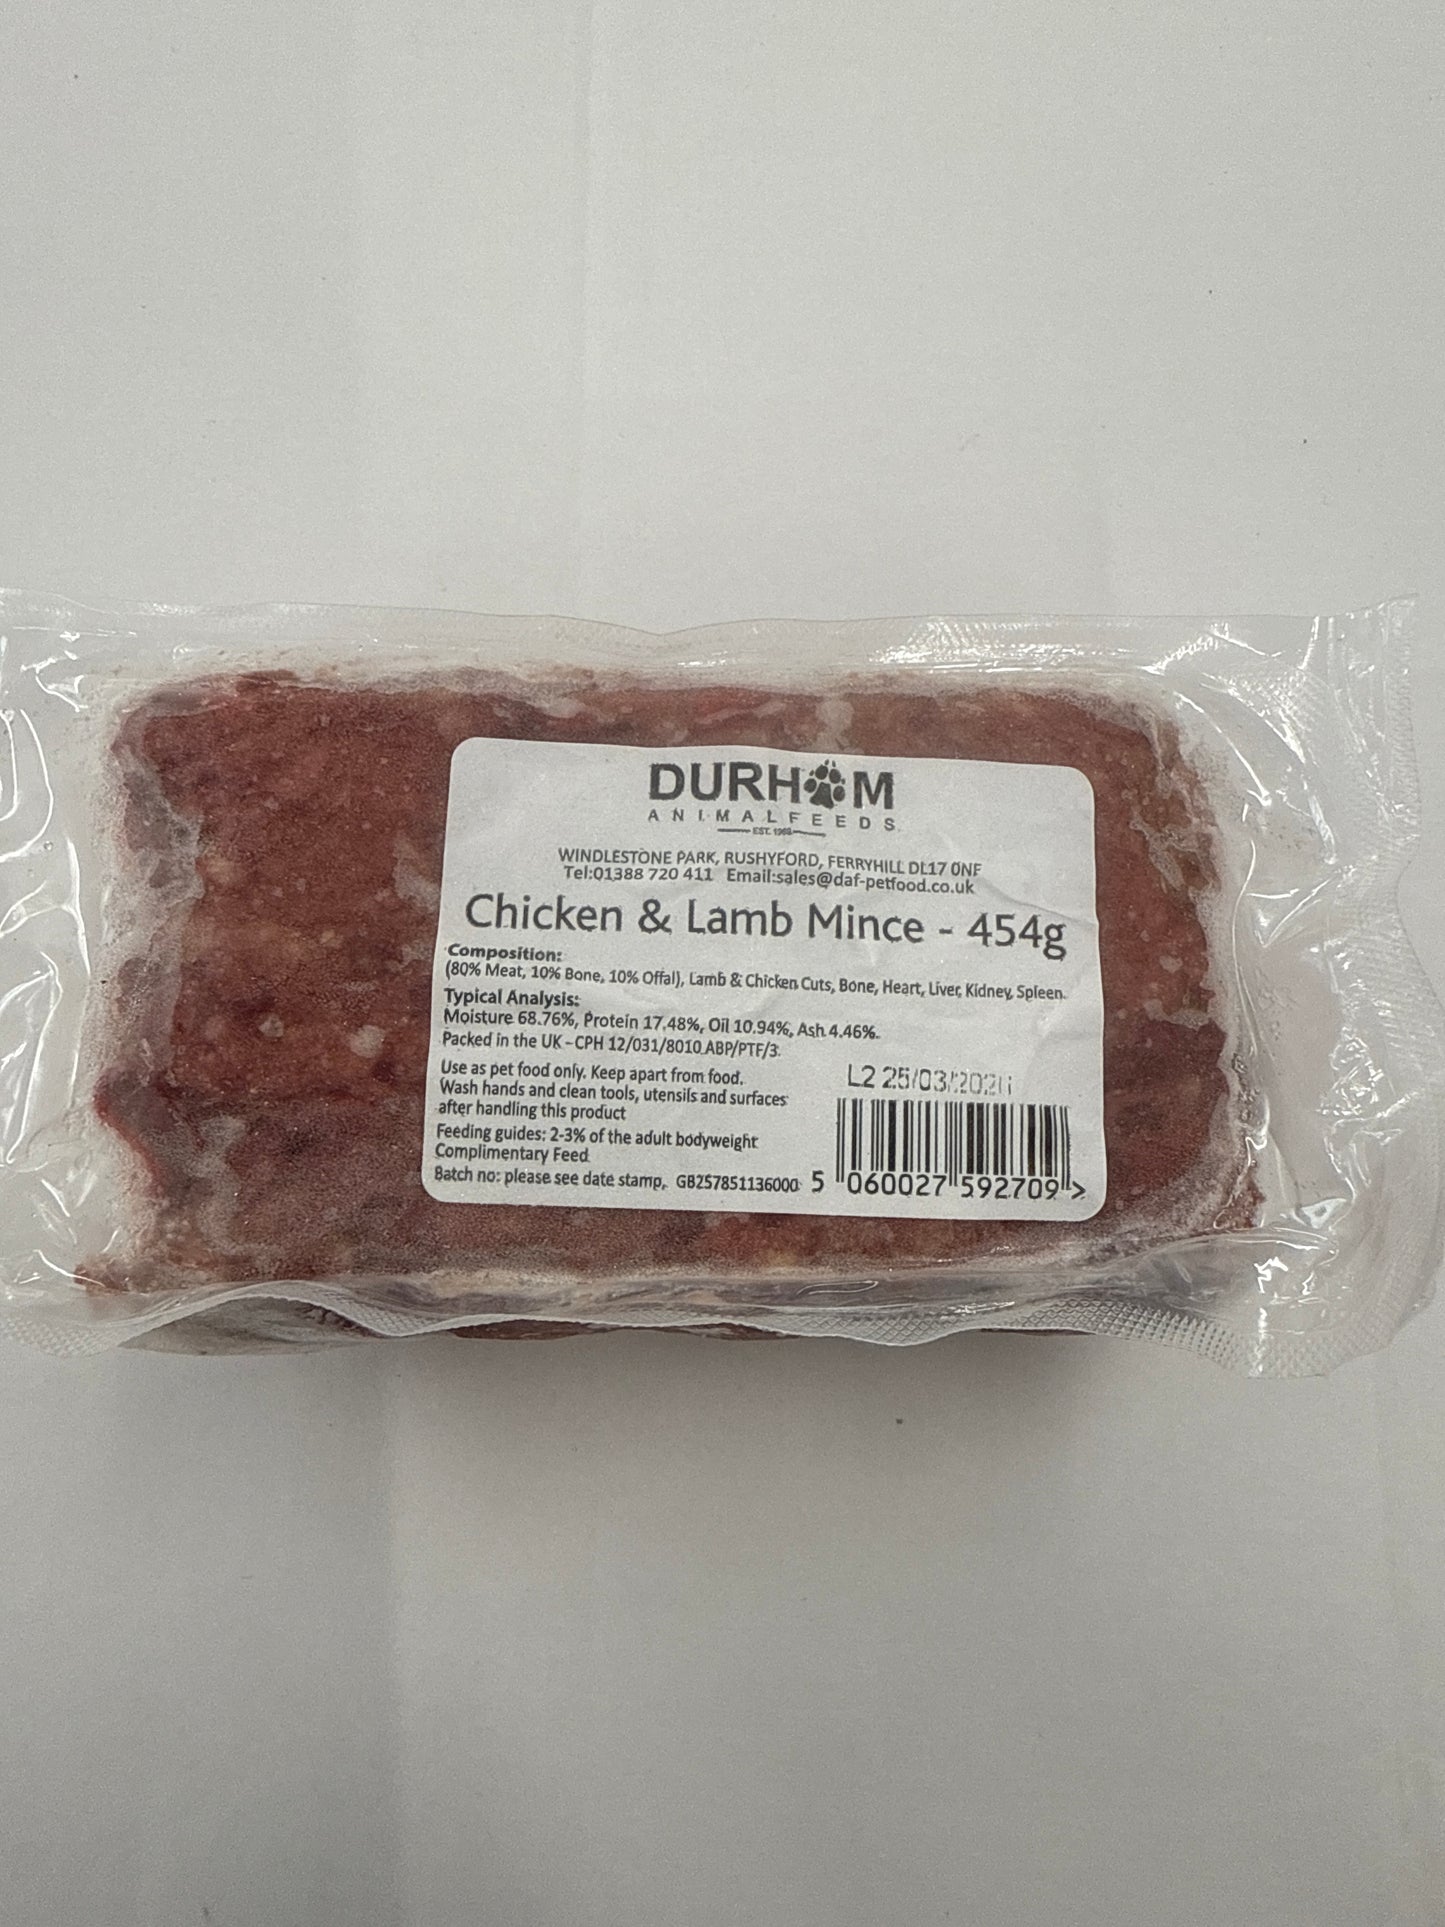 DURHAM
ANIMAL FEEDS
EST. 1968
WINDLESTONE PARK, RUSHYFORD, FERRYHILL DL17 0NF
Tel:01388 720 411 Email:sales@daf-petfood.co.uk
Chicken & Lamb Mince - 454g
Composition:
(80% Meat, 10% Bone, 10% Offal), Lamb & Chicken Cuts, Bone, Heart, Liver, Kidney, Spleen.
Typical Analysis:
Moisture 68.76%, Protein 17.48%, Oil 10.94%, Ash 4.46%.
Packed in the UK - CPH 12/031/8010 ABP/PTF/3.
Use as pet food only. Keep apart from food.
Wash hands and clean tools, utensils and surfaces
after handling this product
Feeding guides: 2-3% of the adult bodyweight
Complimentary Feed
Batch no: please see date stamp, GB257851136000
L2 25/03/2026
5 060027 592709 >